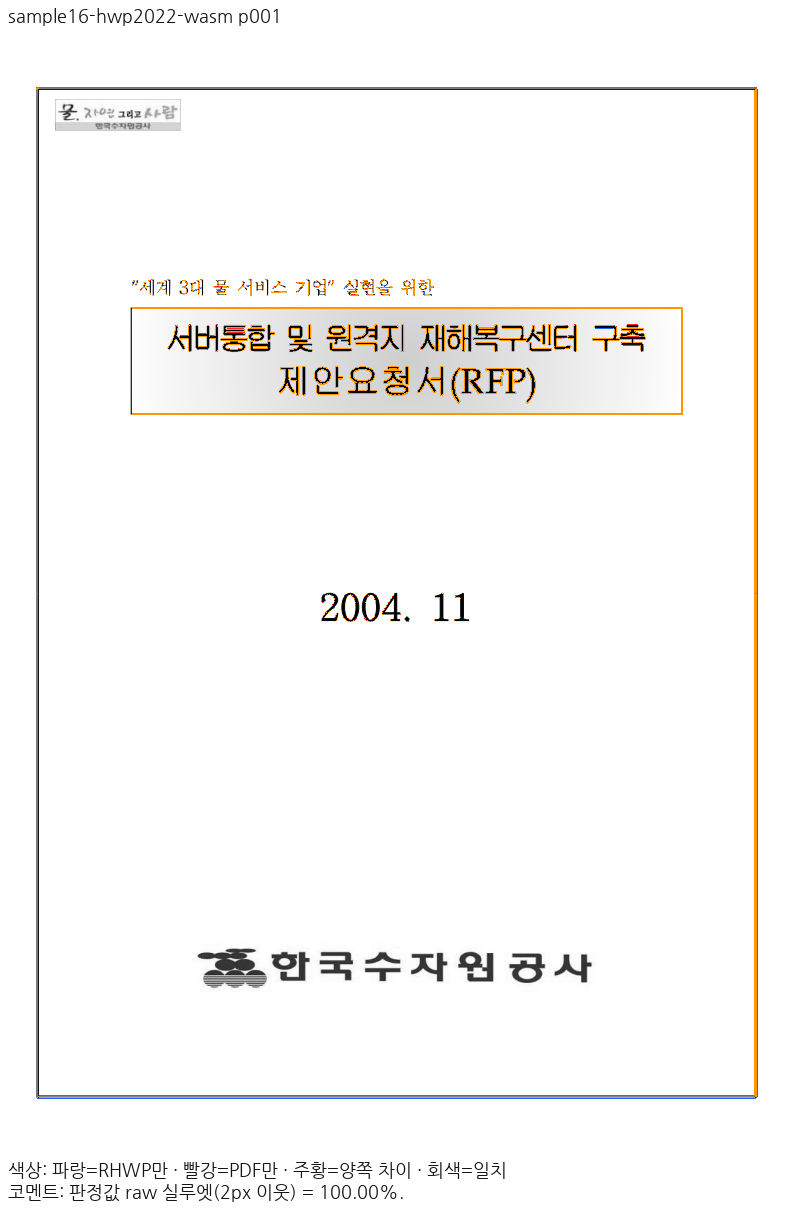 sample16-hwp2022-wasm p001
물, 자연 그리고 사람
한국수자원공사
"세계 3대 물 서비스 기업" 실현을 위한
서버통합 및 원격지 재해복구센터 구축
제안요청서(RFP)
2004. 11
한국수자원공사
색상: 파랑=RHWP만 · 빨강=PDF만 · 주황=양쪽 차이 · 회색=일치
코멘트: 판정값 raw 실루엣(2px 이웃) = 100.00%.